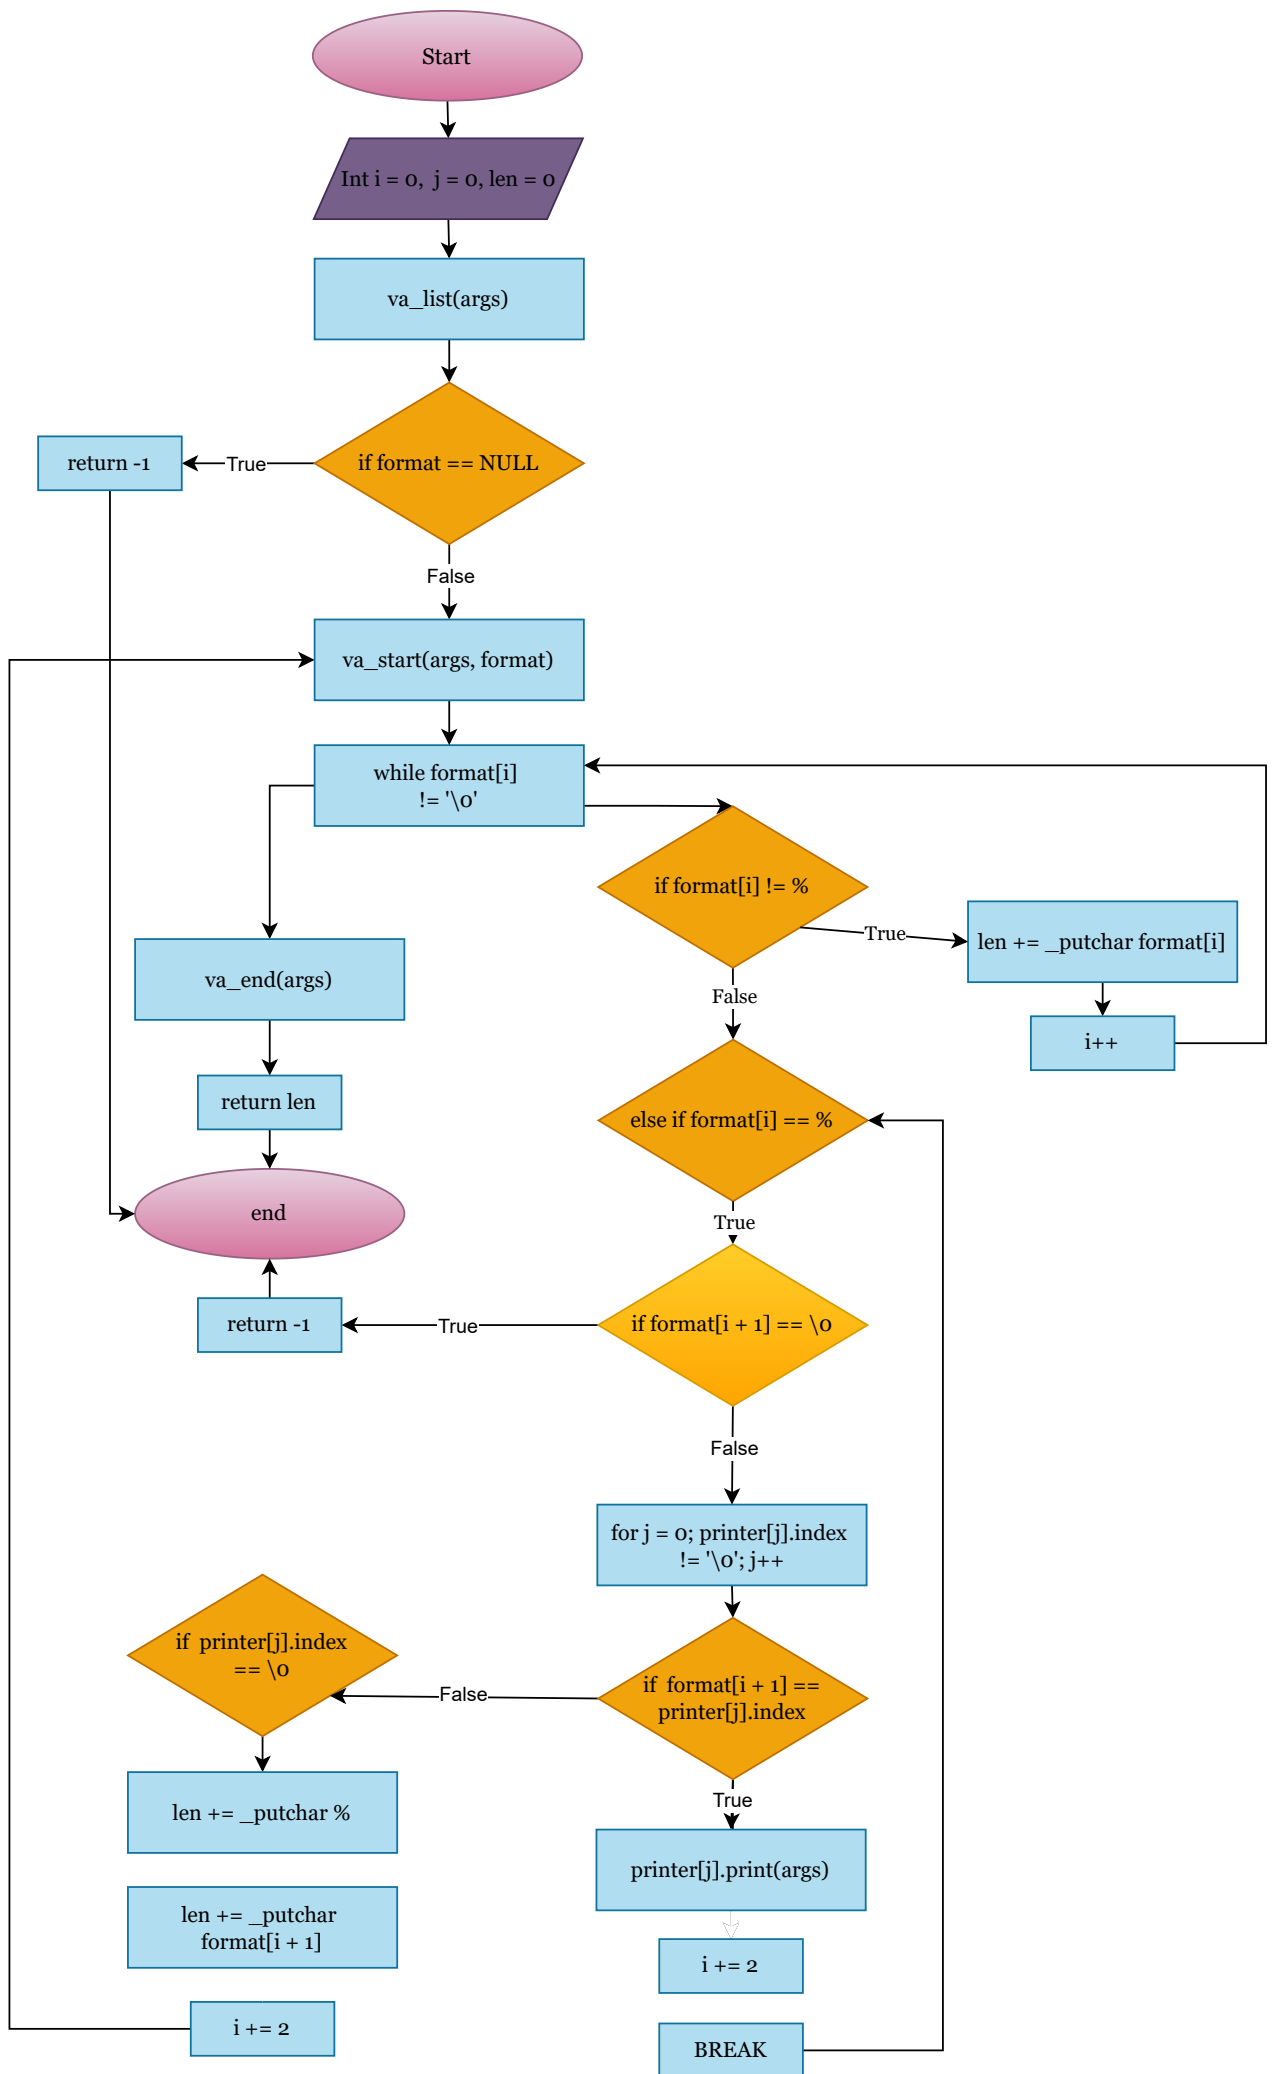 Start
Int i = 0, j = 0, len = 0
va_list(args)
if format == NULL
True
return -1
False
va_start(args, format)
while format[i]
!= '\0'
if format[i] != %
True
len += _putchar format[i]
i++
False
va_end(args)
return len
end
else if format[i] == %
True
if format[i + 1] == \0
True
return -1
False
for j = 0; printer[j].index
!= '\0'; j++
if format[i + 1] ==
printer[j].index
False
if printer[j].index
== \0
len += _putchar %
len += _putchar
format[i + 1]
i += 2
True
printer[j].print(args)
i += 2
BREAK